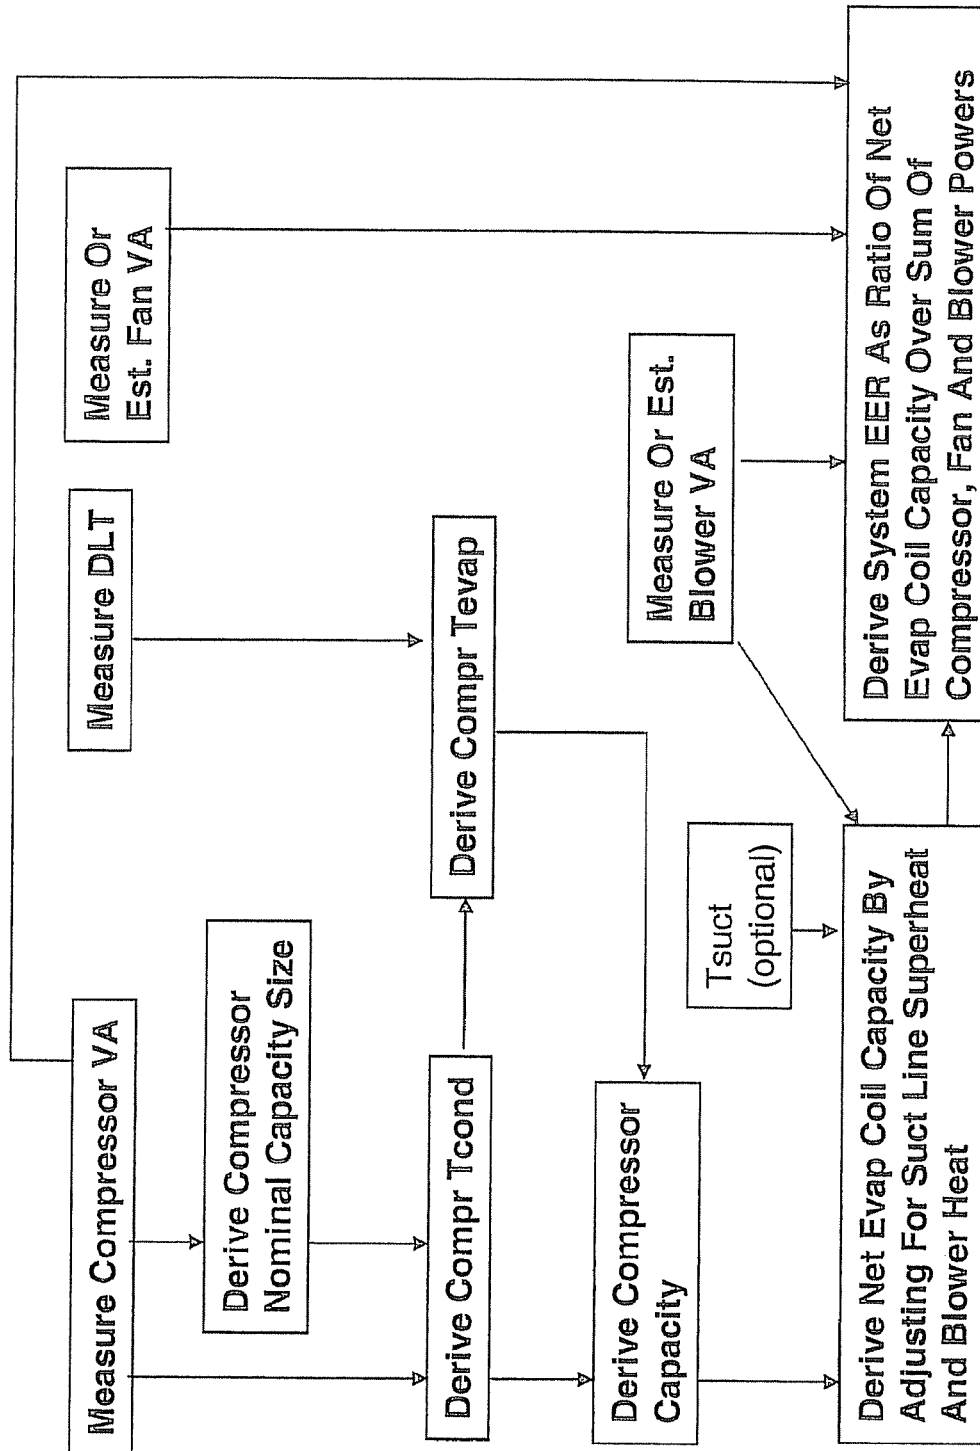 Measure Compressor VA
Measure DLT
Measure Or
Est. Fan VA
Derive Compressor
Nominal Capacity Size
Derive Compr Tcond
Derive Compr Tevap
Derive Compressor
Capacity
Measure Or Est.
Blower VA
Tsuct
(optional)
Derive Net Evap Coil Capacity By
Adjusting For Suct Line Superheat
And Blower Heat
Derive System EER As Ratio Of Net
Evap Coil Capacity Over Sum Of
Compressor, Fan And Blower Powers